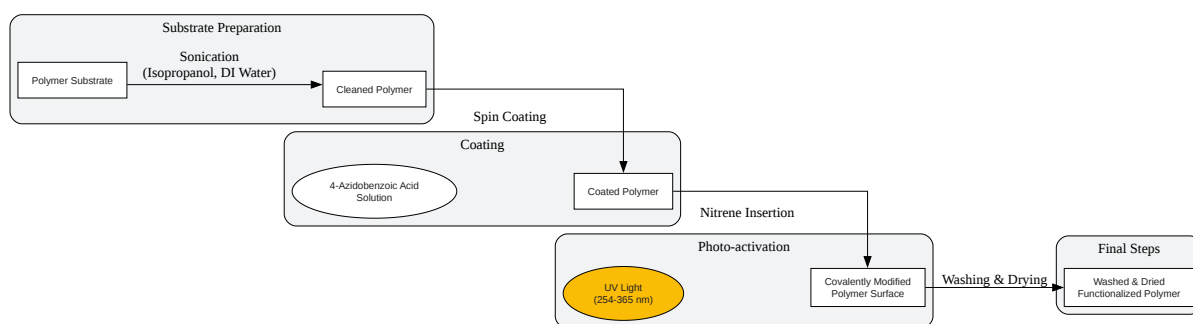 Substrate Preparation
Sonication
(Isopropanol, DI Water)
Polymer Substrate
Cleaned Polymer
Spin Coating
Coating
4-Azidobenzoic Acid
Solution
Coated Polymer
Nitrene Insertion
Photo-activation
UV Light
(254-365 nm)
Covalently Modified
Polymer Surface
Washing & Drying
Final Steps
Washed & Dried
Functionalized Polymer